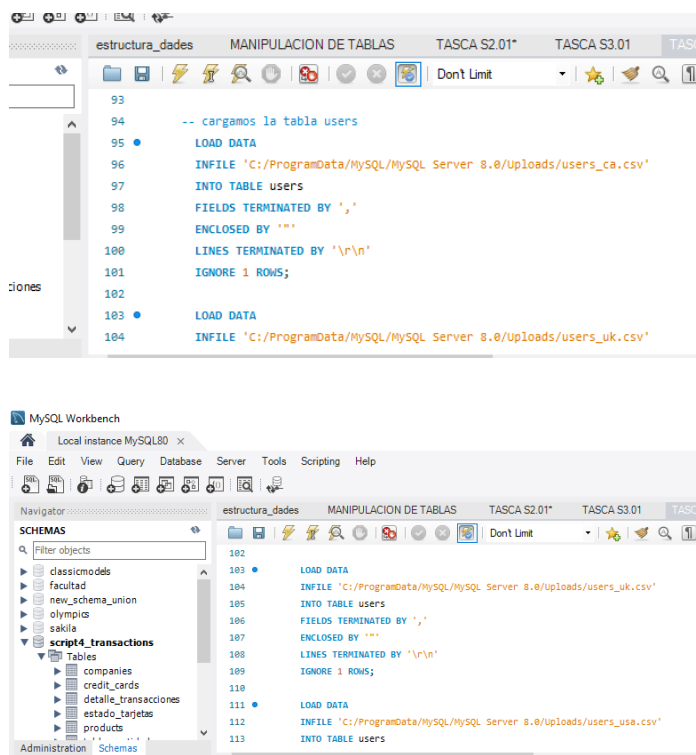 estructura_dades MANIPULACION DE TABLAS TASCA S2.01* TASCA S3.01
Don't Limit
93
94 -- cargamos la tabla users
95 LOAD DATA
96 INFILE 'C:/ProgramData/MySQL/MySQL Server 8.0/Uploads/users_ca.csv'
97 INTO TABLE users
98 FIELDS TERMINATED BY ','
99 ENCLOSED BY '"'
100 LINES TERMINATED BY '\r\n'
101 IGNORE 1 ROWS;
102
103 LOAD DATA
104 INFILE 'C:/ProgramData/MySQL/MySQL Server 8.0/Uploads/users_uk.csv'
ciones
MySQL Workbench
Local instance MySQL80 ×
File Edit View Query Database Server Tools Scripting Help
Navigator
SCHEMAS
Filter objects
classicmodels
facultad
new_schema_union
olympics
sakila
script4_transactions
Tables
companies
credit_cards
detalle_transacciones
estado_tarjetas
products
Administration Schemas
estructura_dades MANIPULACION DE TABLAS TASCA S2.01* TASCA S3.01
Don't Limit
102
103 LOAD DATA
104 INFILE 'C:/ProgramData/MySQL/MySQL Server 8.0/Uploads/users_uk.csv'
105 INTO TABLE users
106 FIELDS TERMINATED BY ','
107 ENCLOSED BY '"'
108 LINES TERMINATED BY '\r\n'
109 IGNORE 1 ROWS;
110
111 LOAD DATA
112 INFILE 'C:/ProgramData/MySQL/MySQL Server 8.0/Uploads/users_usa.csv'
113 INTO TABLE users